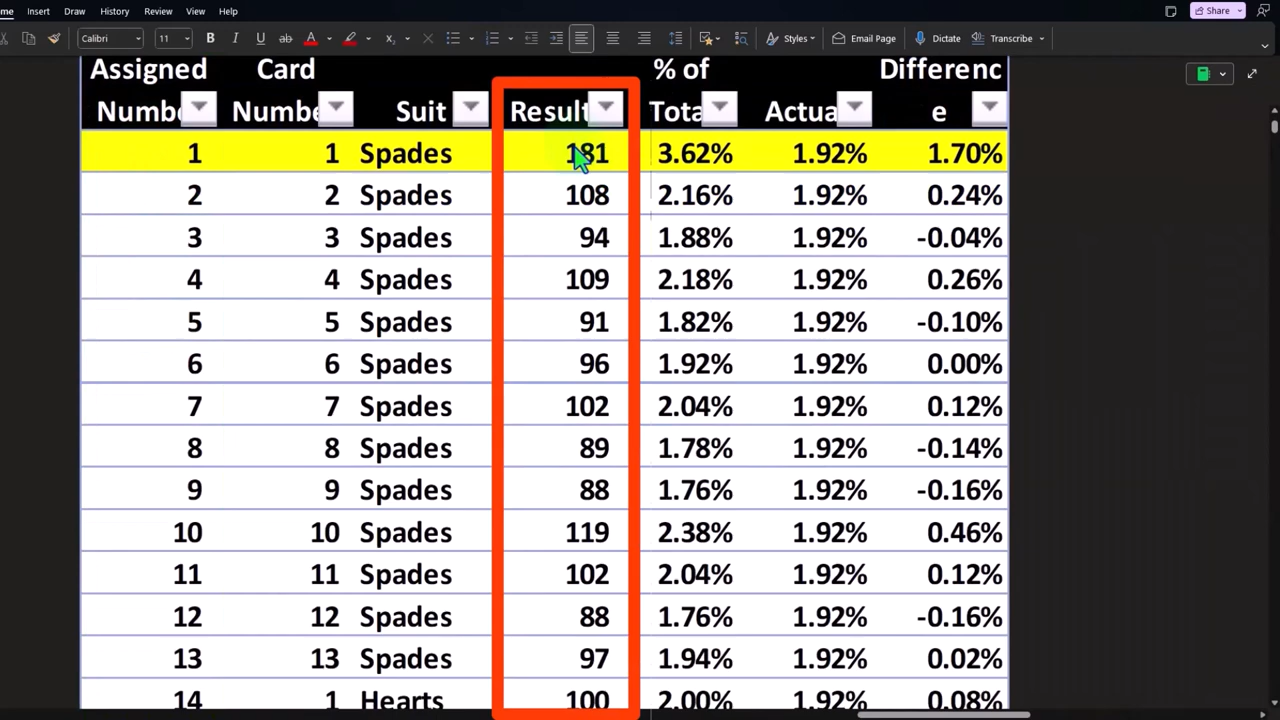 ome Insert Draw History Review View Help Share
Calibri 11 B I U ab A Styles Email Page Dictate Transcribe
Assigned Card % of Differenc
Numb Numbe Suit Result Tota Actua e
1 1 Spades 181 3.62% 1.92% 1.70%
2 2 Spades 108 2.16% 1.92% 0.24%
3 3 Spades 94 1.88% 1.92% -0.04%
4 4 Spades 109 2.18% 1.92% 0.26%
5 5 Spades 91 1.82% 1.92% -0.10%
6 6 Spades 96 1.92% 1.92% 0.00%
7 7 Spades 102 2.04% 1.92% 0.12%
8 8 Spades 89 1.78% 1.92% -0.14%
9 9 Spades 88 1.76% 1.92% -0.16%
10 10 Spades 119 2.38% 1.92% 0.46%
11 11 Spades 102 2.04% 1.92% 0.12%
12 12 Spades 88 1.76% 1.92% -0.16%
13 13 Spades 97 1.94% 1.92% 0.02%
14 1 Hearts 100 2.00% 1.92% 0.08%